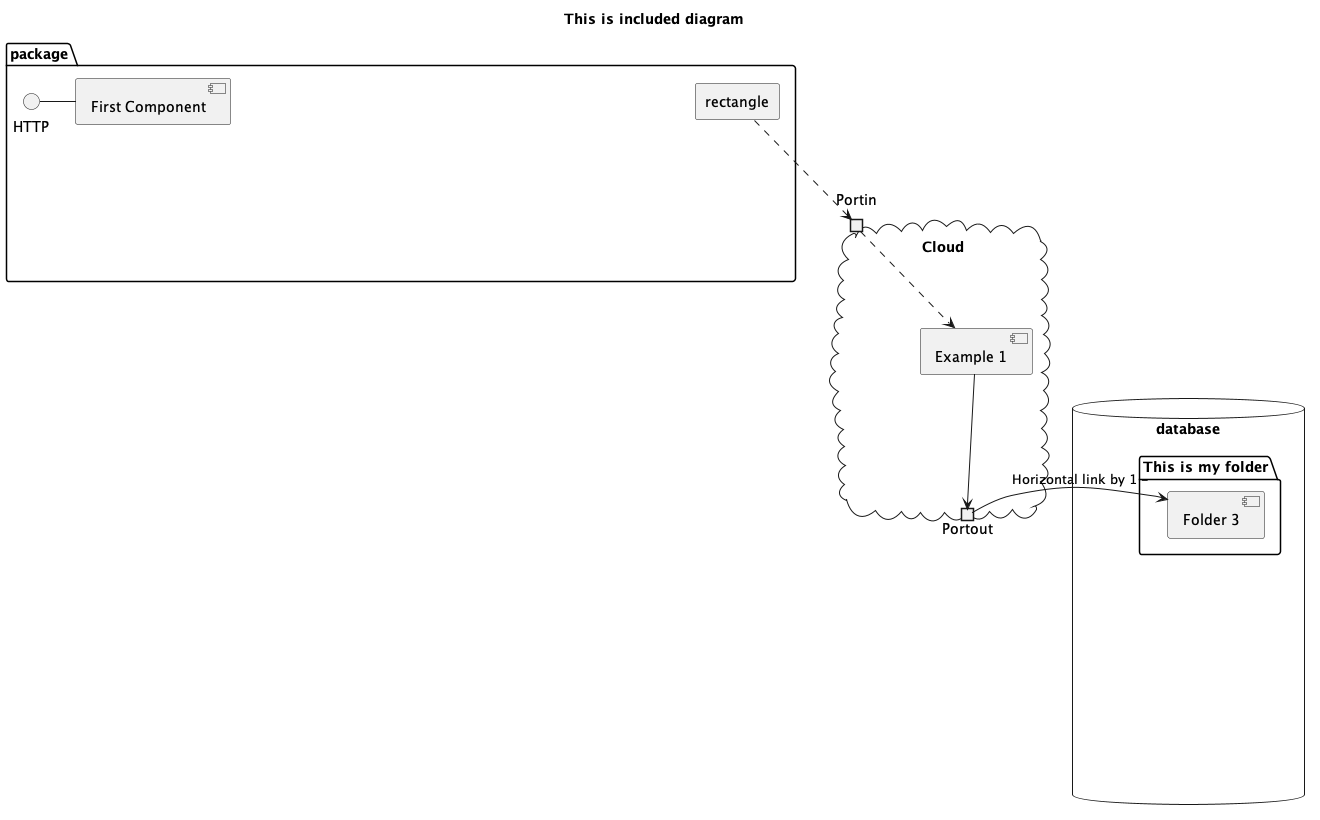 This is included diagram
package
First Component
HTTP
rectangle
Portin
Cloud
Example 1
database
This is my folder
Horizontal link by 1 -
Folder 3
Portout